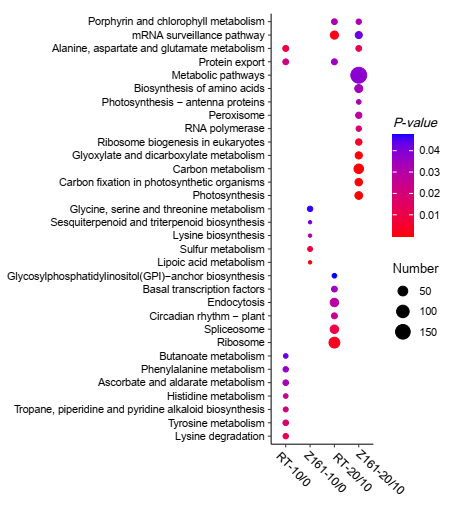 Porphyrin and chlorophyll metabolism
mRNA surveillance pathway
Alanine, aspartate and glutamate metabolism
Protein export
Metabolic pathways
Biosynthesis of amino acids
Photosynthesis − antenna proteins
Peroxisome
RNA polymerase
Ribosome biogenesis in eukaryotes
Glyoxylate and dicarboxylate metabolism
Carbon metabolism
Carbon fixation in photosynthetic organisms
Photosynthesis
Glycine, serine and threonine metabolism
Sesquiterpenoid and triterpenoid biosynthesis
Lysine biosynthesis
Sulfur metabolism
Lipoic acid metabolism
Glycosylphosphatidylinositol(GPI)−anchor biosynthesis
Basal transcription factors
Endocytosis
Circadian rhythm − plant
Spliceosome
Ribosome
Butanoate metabolism
Phenylalanine metabolism
Ascorbate and aldarate metabolism
Histidine metabolism
Tropane, piperidine and pyridine alkaloid biosynthesis
Tyrosine metabolism
Lysine degradation
RT-10/0
Z161-10/0
RT-20/10
Z161-20/10
P-value
0.04
0.03
0.02
0.01
Number
50
100
150